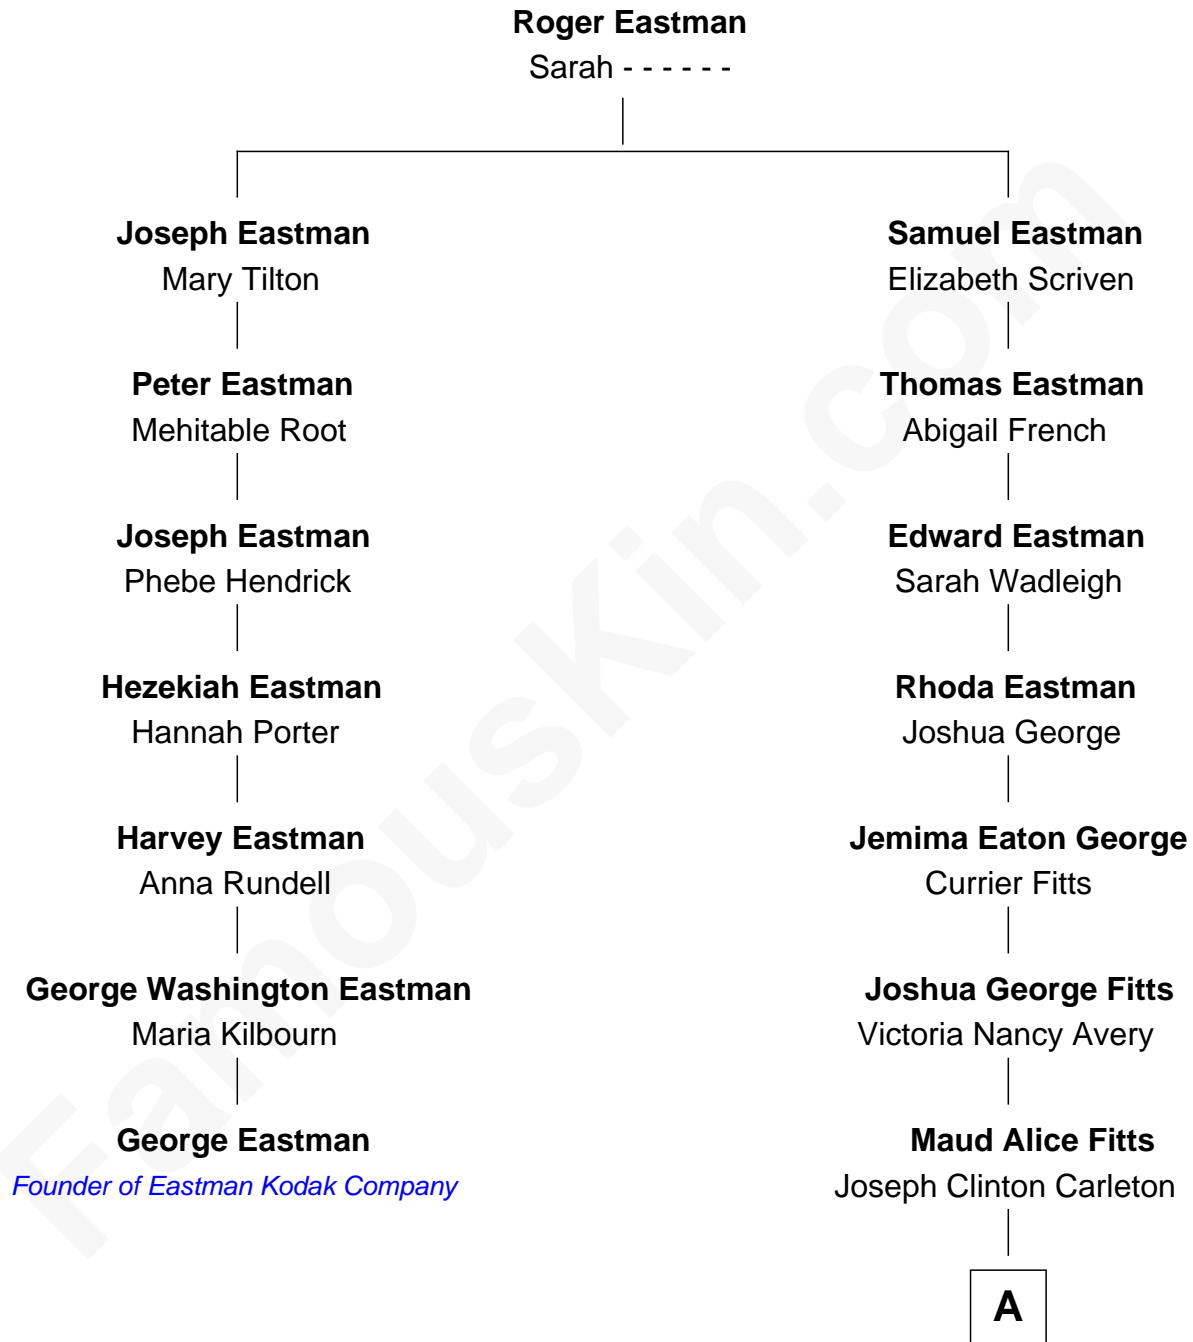 Roger Eastman
Sarah - - - - - -
Joseph Eastman
Mary Tilton
Peter Eastman
Mehitable Root
Joseph Eastman
Phebe Hendrick
Hezekiah Eastman
Hannah Porter
Harvey Eastman
Anna Rundell
George Washington Eastman
Maria Kilbourn
George Eastman
Founder of Eastman Kodak Company
Samuel Eastman
Elizabeth Scriven
Thomas Eastman
Abigail French
Edward Eastman
Sarah Wadleigh
Rhoda Eastman
Joshua George
Jemima Eaton George
Currier Fitts
Joshua George Fitts
Victoria Nancy Avery
Maud Alice Fitts
Joseph Clinton Carleton
A
FamousKin.com